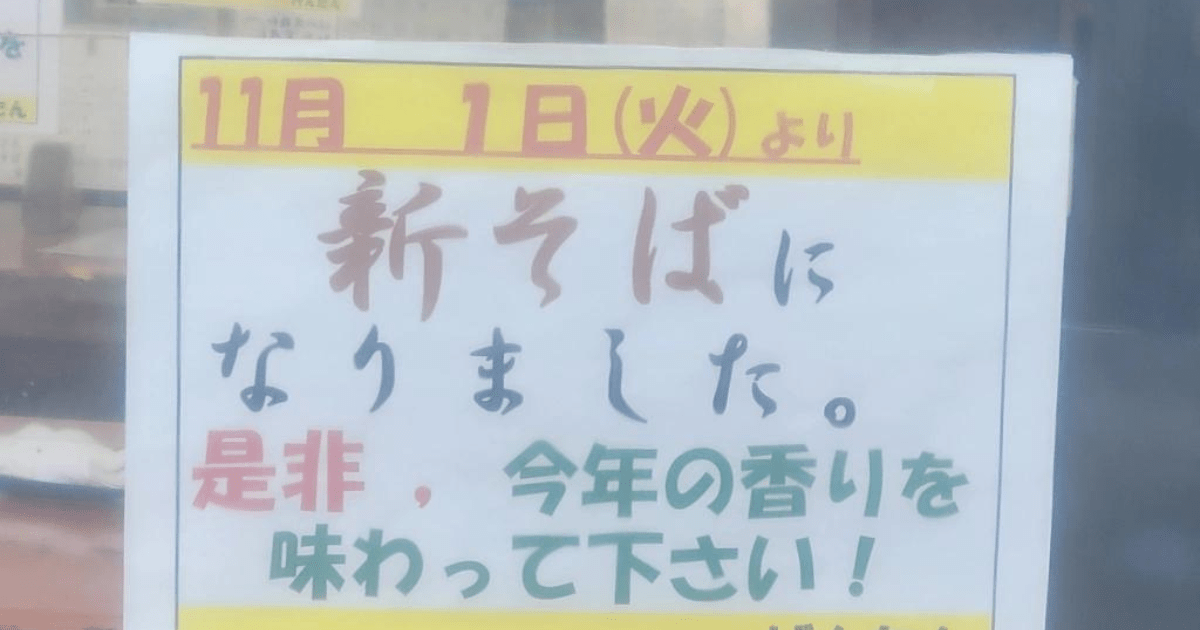 11月 1日(火)より
新そばに
なりました。
是非,今年の香りを
味わって下さい!